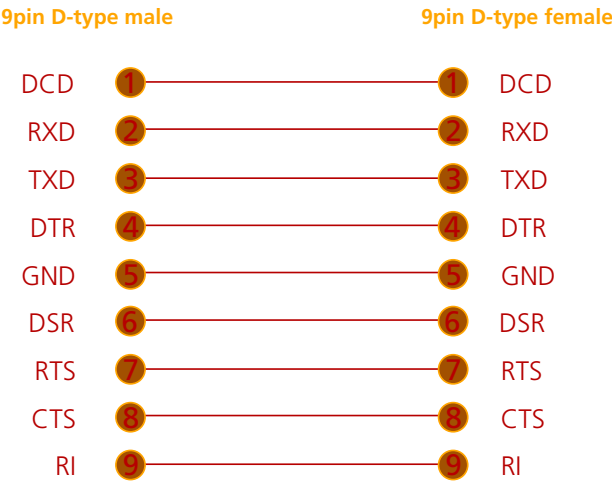 9pin D-type male 9pin D-type female
DCD 1 1 DCD
RXD 2 2 RXD
TXD 3 3 TXD
DTR 4 4 DTR
GND 5 5 GND
DSR 6 6 DSR
RTS 7 7 RTS
CTS 8 8 CTS
RI 9 9 RI